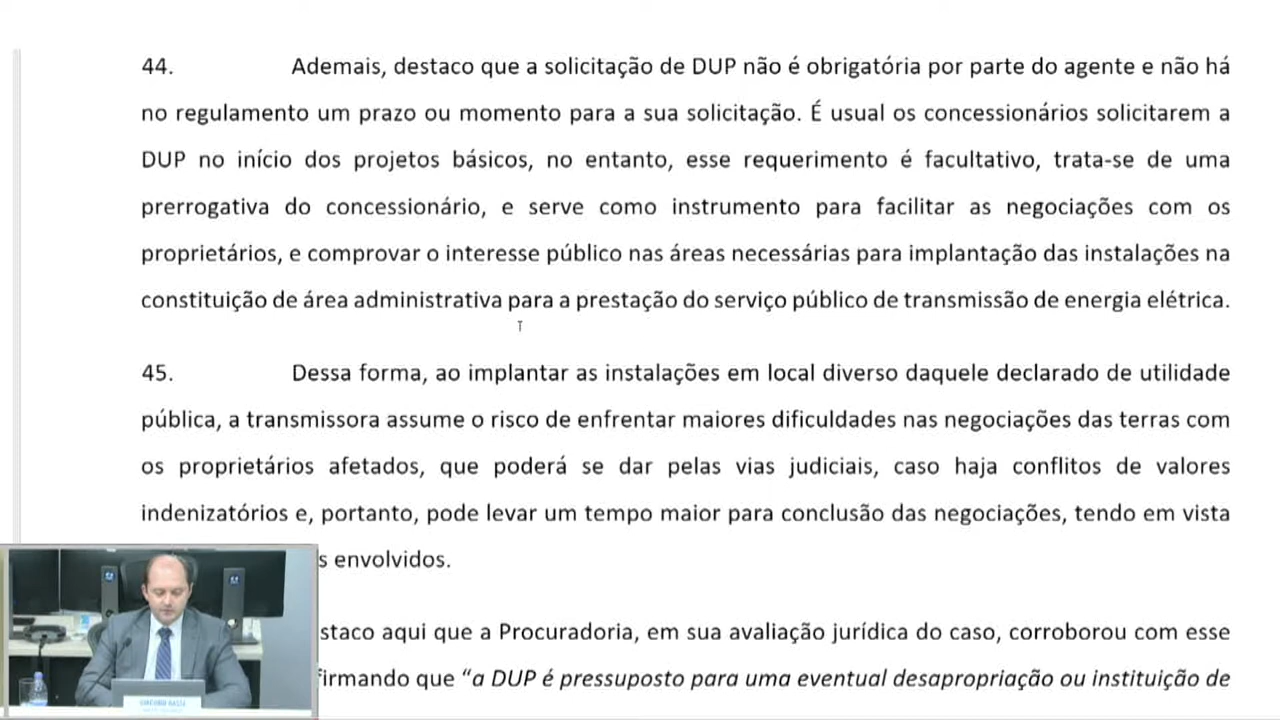 44. Ademais, destaco que a solicitação de DUP não é obrigatória por parte do agente e não há
no regulamento um prazo ou momento para a sua solicitação. É usual os concessionários solicitarem a
DUP no início dos projetos básicos, no entanto, esse requerimento é facultativo, trata-se de uma
prerrogativa do concessionário, e serve como instrumento para facilitar as negociações com os
proprietários, e comprovar o interesse público nas áreas necessárias para implantação das instalações na
constituição de área administrativa para a prestação do serviço público de transmissão de energia elétrica.
45. Dessa forma, ao implantar as instalações em local diverso daquele declarado de utilidade
pública, a transmissora assume o risco de enfrentar maiores dificuldades nas negociações das terras com
os proprietários afetados, que poderá se dar pelas vias judiciais, caso haja conflitos de valores
indenizatórios e, portanto, pode levar um tempo maior para conclusão das negociações, tendo em vista
s envolvidos.
staco aqui que a Procuradoria, em sua avaliação jurídica do caso, corroborou com esse
firmando que “a DUP é pressuposto para uma eventual desapropriação ou instituição de